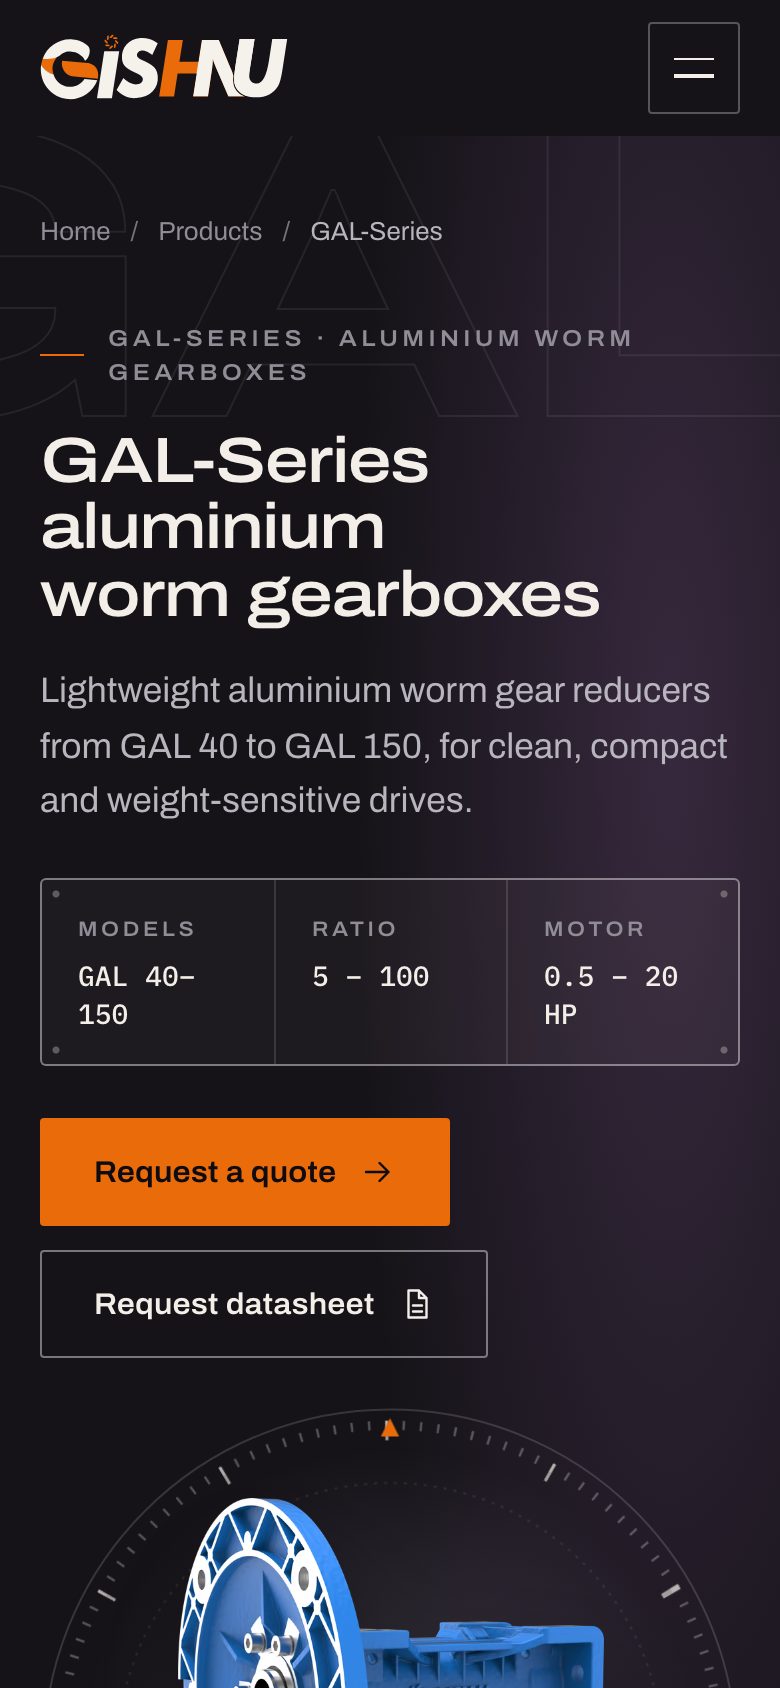 GiSHNU
Home / Products / GAL-Series
GAL-SERIES · ALUMINIUM WORM
GEARBOXES
GAL-Series
aluminium
worm gearboxes
Lightweight aluminium worm gear reducers
from GAL 40 to GAL 150, for clean, compact
and weight-sensitive drives.
MODELS
GAL 40–
150
RATIO
5 – 100
MOTOR
0.5 – 20
HP
Request a quote →
Request datasheet
GAL